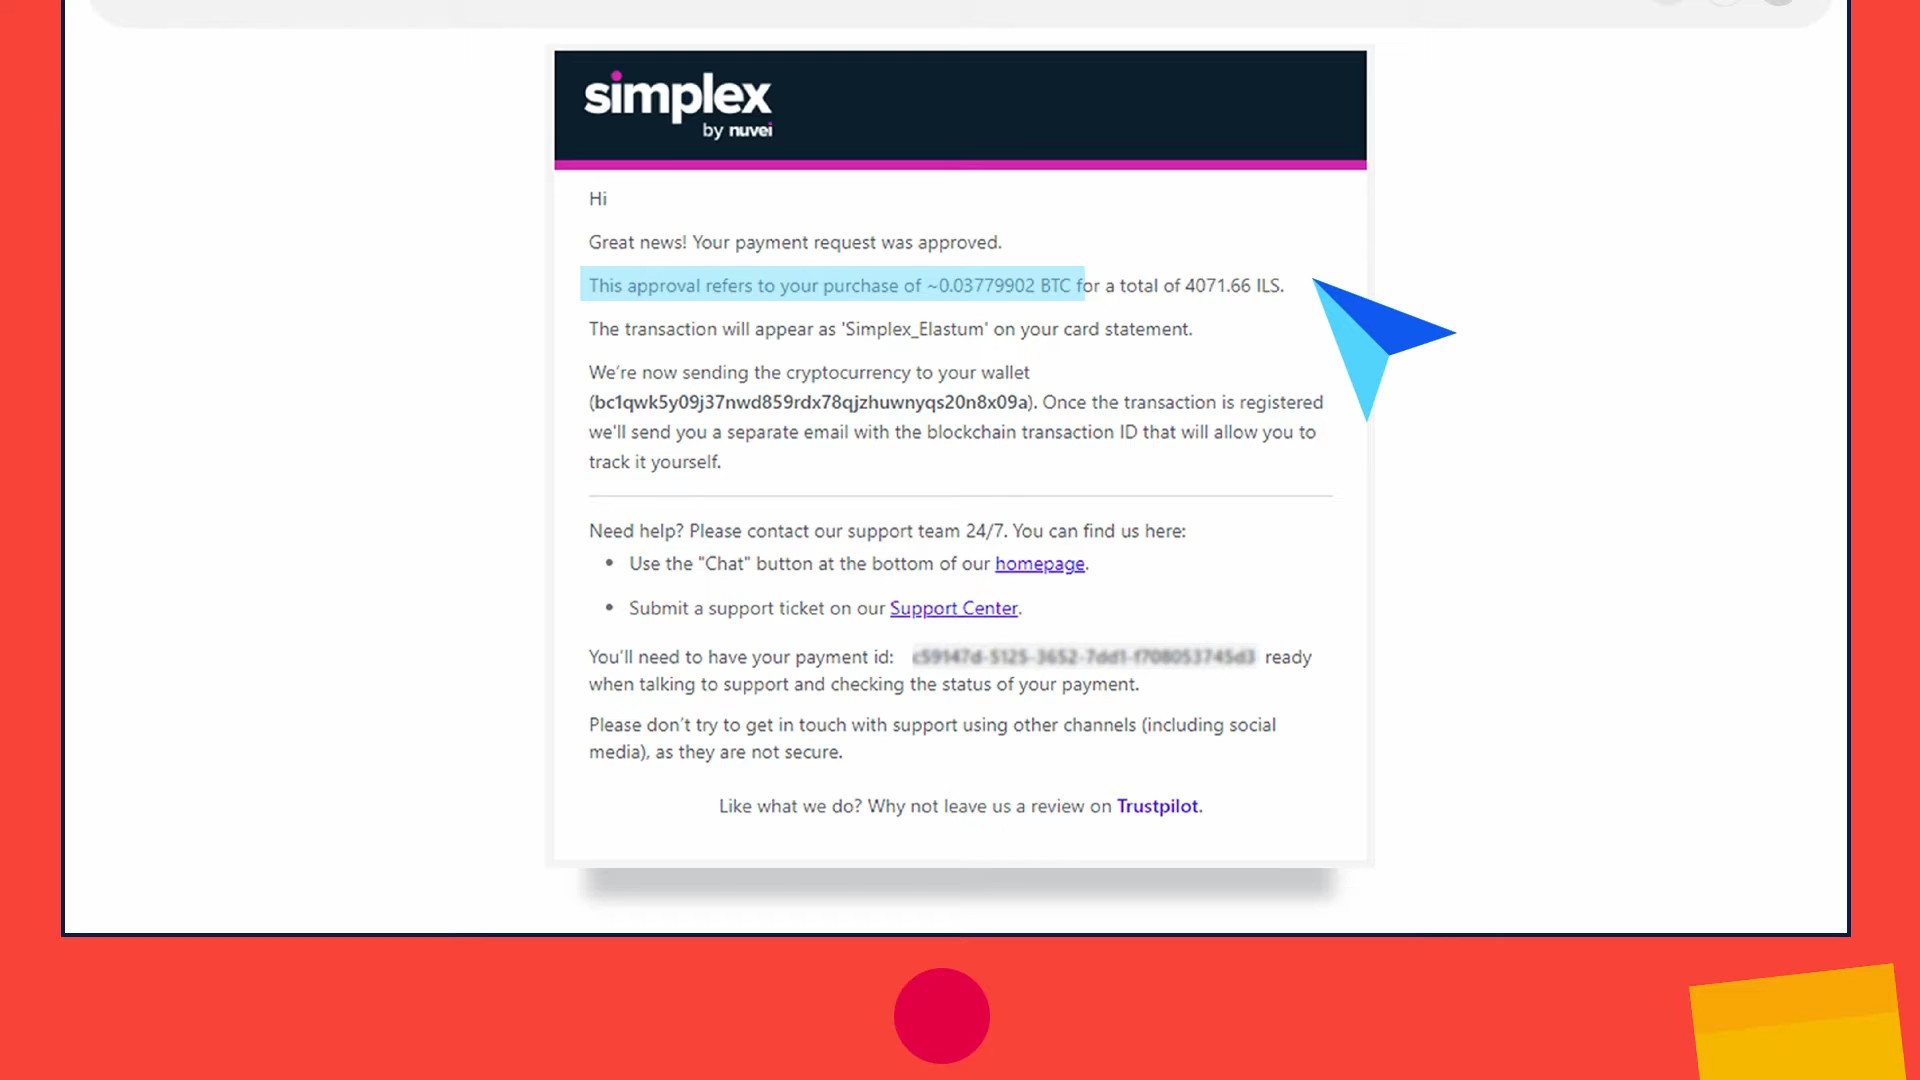 simplex
by nuvei
Hi
Great news! Your payment request was approved.
This approval refers to your purchase of ~0.03779902 BTC for a total of 4071.66 ILS.
The transaction will appear as 'Simplex_Elastum' on your card statement.
We're now sending the cryptocurrency to your wallet
(bc1qwk5y09j37nwd859rdx78qjzhuwnyqs20n8x09a). Once the transaction is registered
we'll send you a separate email with the blockchain transaction ID that will allow you to
track it yourself.
Need help? Please contact our support team 24/7. You can find us here:
• Use the "Chat" button at the bottom of our homepage.
• Submit a support ticket on our Support Center.
You'll need to have your payment id: ready
when talking to support and checking the status of your payment.
Please don't try to get in touch with support using other channels (including social
media), as they are not secure.
Like what we do? Why not leave us a review on Trustpilot.